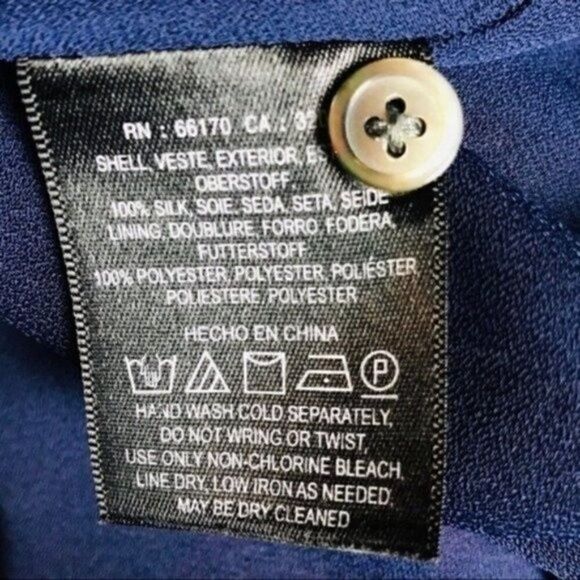 RN : 66170 CA : 3
SHELL, VESTE, EXTERIOR, E
OBERSTOFF,
100% SILK, SOIE, SEDA, SETA, SEIDE
LINING, DOUBLURE, FORRO, FODERA,
FUTTERSTOFF
100% POLYESTER, POLYESTER, POLIÉSTER,
POLIESTERE, POLYESTER
HECHO EN CHINA
P
HAND WASH COLD SEPARATELY,
DO NOT WRING OR TWIST,
USE ONLY NON-CHLORINE BLEACH,
LINE DRY, LOW IRON AS NEEDED,
MAY BE DRY CLEANED